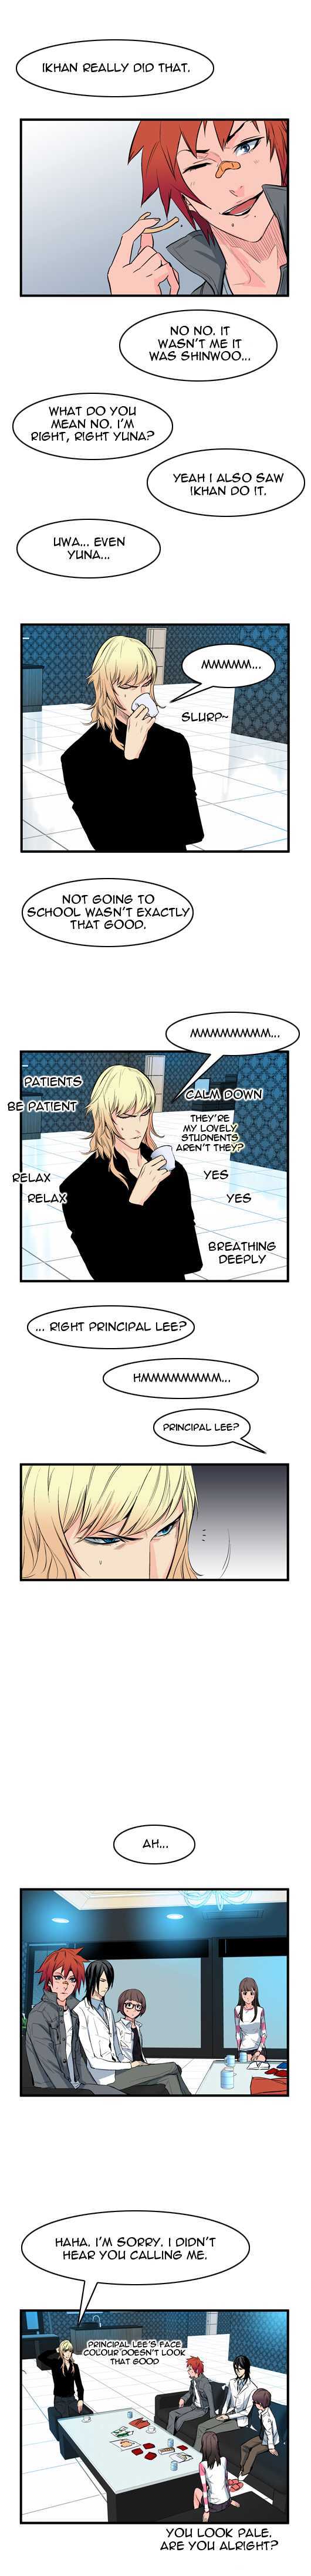 IKHAN REALLY DID THAT.
NO NO. IT
WASN'T ME IT
WAS SHINWOO...
WHAT DO YOU
MEAN NO. I'M
RIGHT, RIGHT YUNA?
YEAH I ALSO SAW
IKHAN DO IT.
UWA... EVEN
YUNA...
MMMMM...
SLURP~
NOT GOING TO
SCHOOL WASN'T EXACTLY
THAT GOOD.
MMMMMMMM...
PATIENTS
CALM DOWN
BE PATIENT
THEY'RE
MY LOVELY
STUDNENTS
AREN'T THEY?
RELAX
YES
RELAX
YES
BREATHING
DEEPLY
... RIGHT PRINCIPAL LEE?
HMMMMMMMM...
PRINCIPAL LEE?
AH...
HAHA. I'M SORRY. I DIDN'T
HEAR YOU CALLING ME.
PRINCIPAL LEE'S FACE
COLOUR DOESN'T LOOK
THAT GOOD
YOU LOOK PALE.
ARE YOU ALRIGHT?